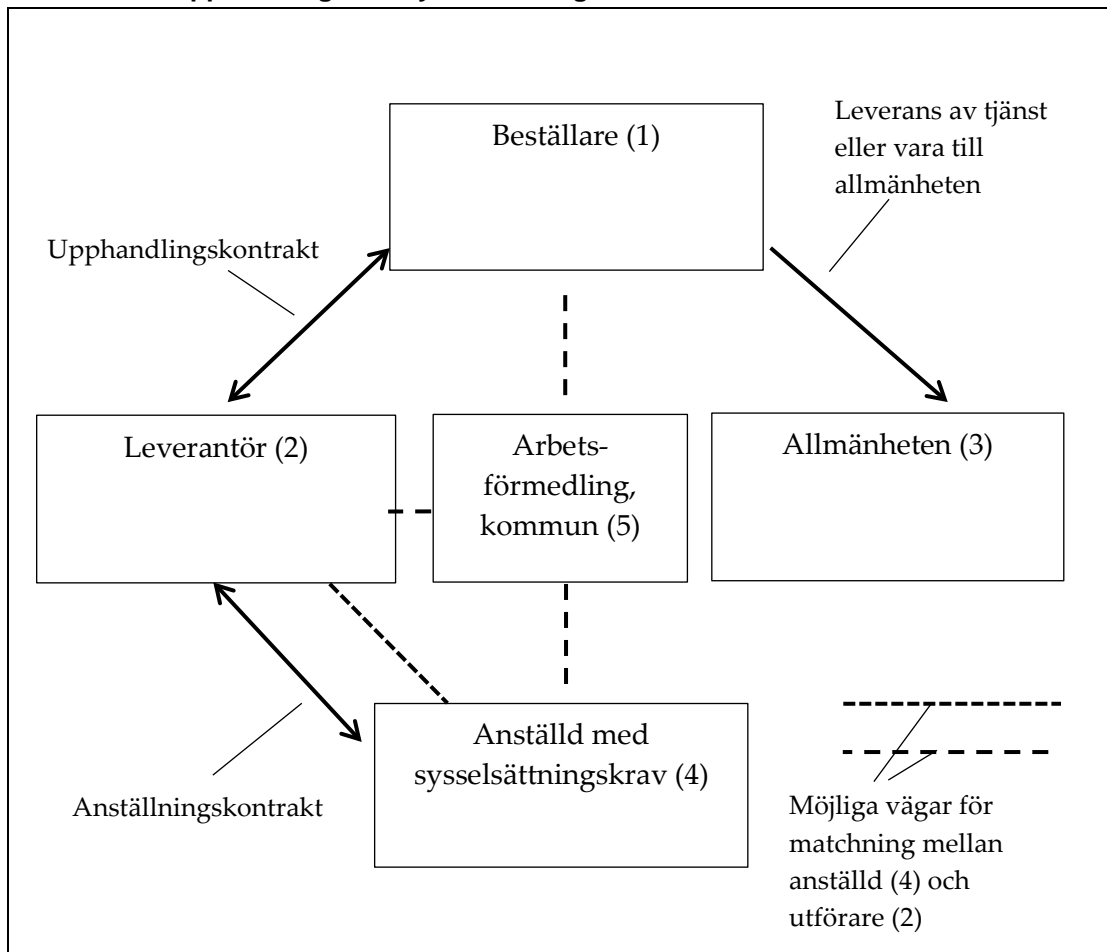 Beställare (1)
Leverans av tjänst
eller vara till
allmänheten
Upphandlingskontrakt
Leverantör (2)
Arbets-
förmedling,
kommun (5)
Allmänheten (3)
Anställd med
sysselsättningskrav (4)
Anställningskontrakt
Möjliga vägar för
matchning mellan
anställd (4) och
utförare (2)